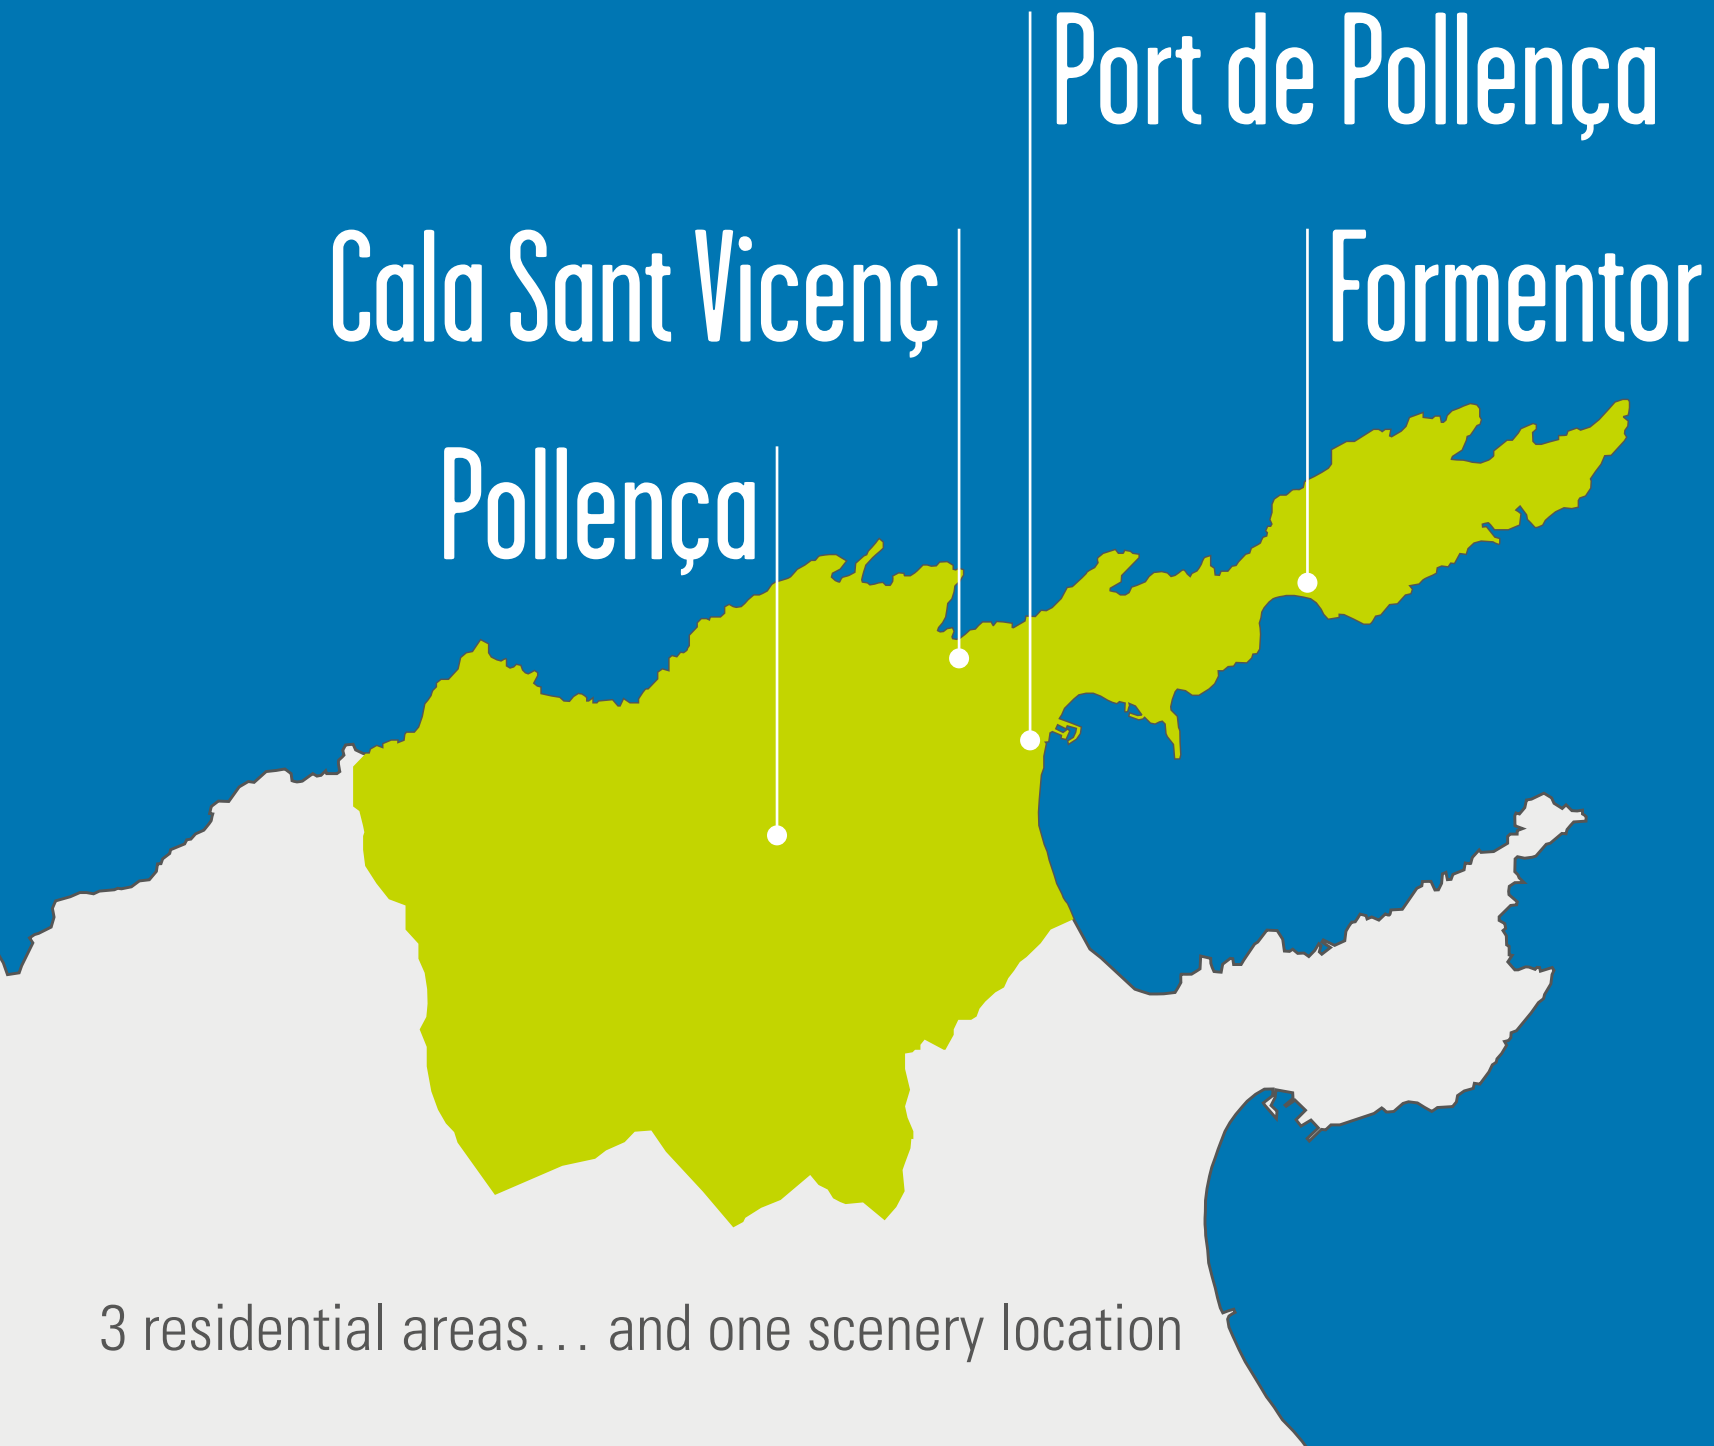 Port de Pollença
Cala Sant Vicenç
Formentor
Pollença
3 residential areas... and one scenery location